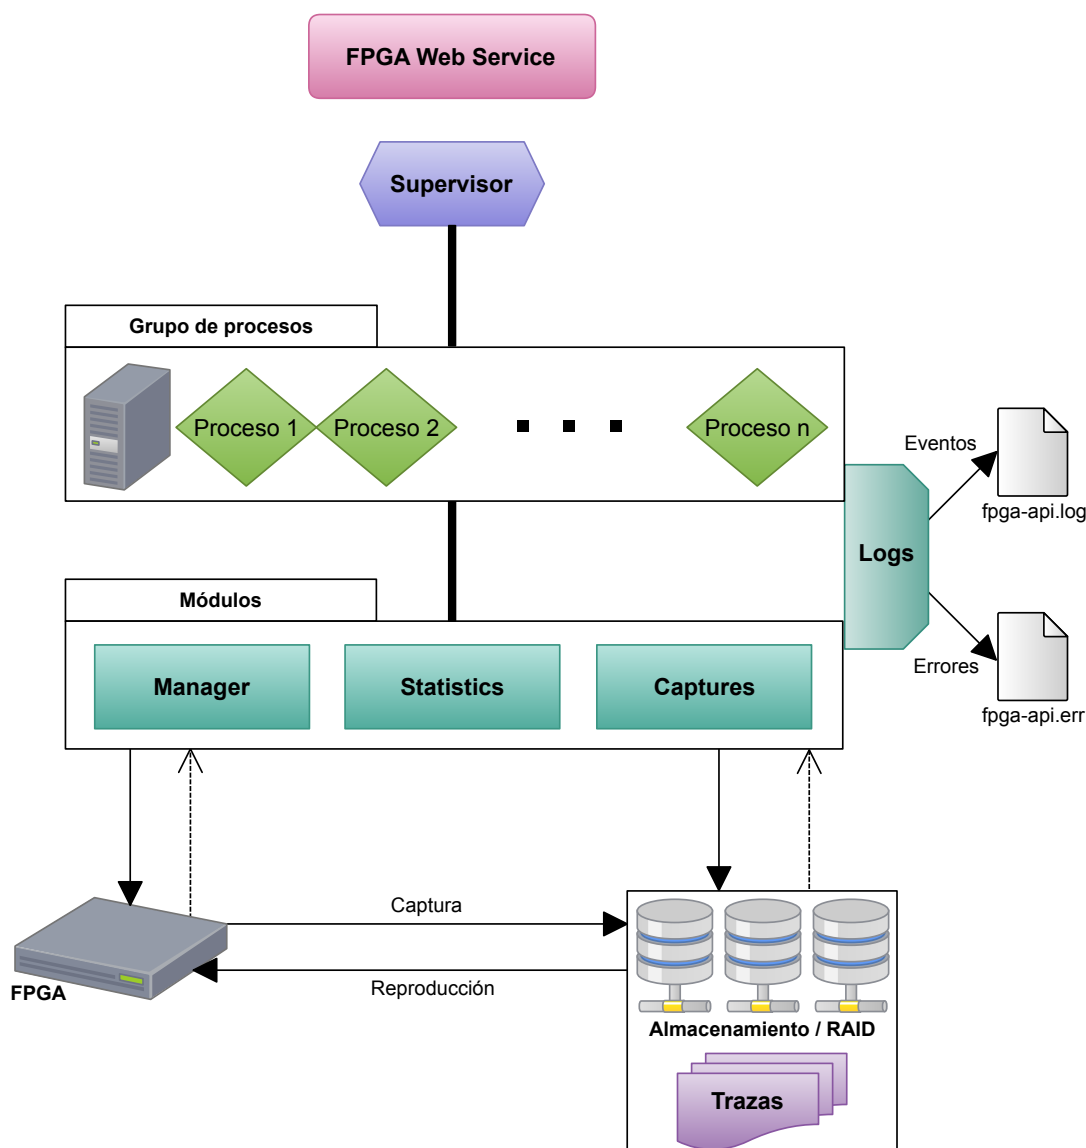 FPGA Web Service
Supervisor
Grupo de procesos
Proceso 1
Proceso 2
Proceso n
Eventos
fpga-api.log
Logs
Módulos
Manager
Statistics
Captures
Errores
fpga-api.err
Captura
FPGA
Reproducción
Almacenamiento / RAID
Trazas